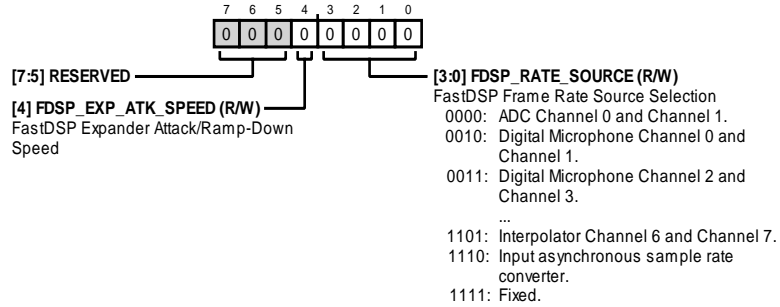 7 6 5 4 3 2 1 0
0 0 0 0 0 0 0 0
[7:5] RESERVED
[4] FDSP_EXP_ATK_SPEED (R/W)
FastDSP Expander Attack/Ramp-Down
Speed
[3:0] FDSP_RATE_SOURCE (R/W)
FastDSP Frame Rate Source Selection
0000: ADC Channel 0 and Channel 1.
0010: Digital Microphone Channel 0 and
Channel 1.
0011: Digital Microphone Channel 2 and
Channel 3.
...
1101: Interpolator Channel 6 and Channel 7.
1110: Input asynchronous sample rate
converter.
1111: Fixed.